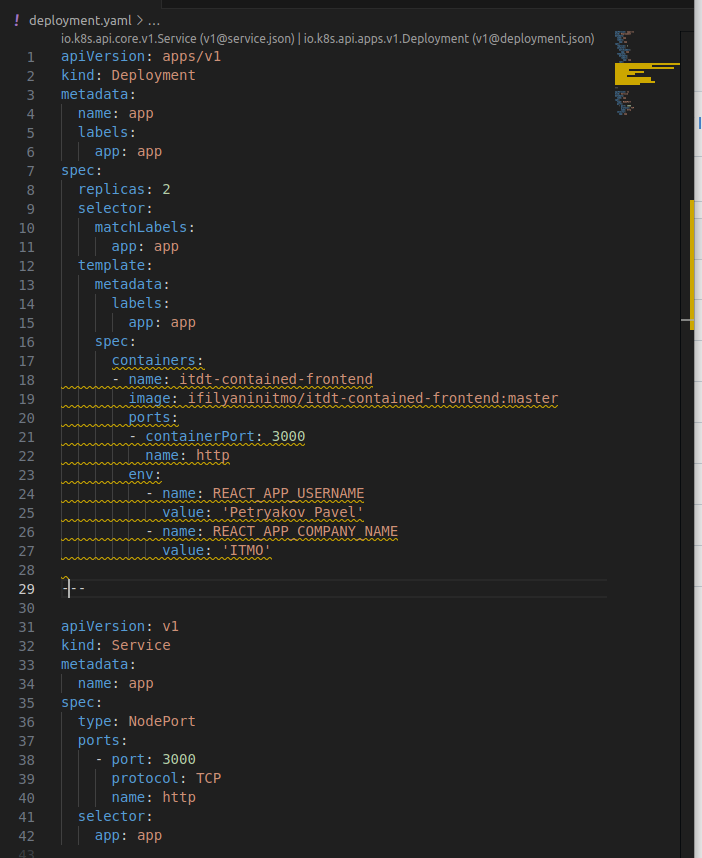 ! deployment.yaml > ...
io.k8s.api.core.v1.Service (v1@service.json) | io.k8s.api.apps.v1.Deployment (v1@deployment.json)
1 apiVersion: apps/v1
2 kind: Deployment
3 metadata:
4   name: app
5   labels:
6     app: app
7 spec:
8   replicas: 2
9   selector:
10     matchLabels:
11       app: app
12   template:
13     metadata:
14       labels:
15         app: app
16     spec:
17       containers:
18       - name: itdt-contained-frontend
19         image: ifilyaninitmo/itdt-contained-frontend:master
20         ports:
21         - containerPort: 3000
22           name: http
23         env:
24           - name: REACT_APP_USERNAME
25             value: 'Petryakov Pavel'
26           - name: REACT_APP_COMPANY_NAME
27             value: 'ITMO'
28
29 ---
30
31 apiVersion: v1
32 kind: Service
33 metadata:
34   name: app
35 spec:
36   type: NodePort
37   ports:
38     - port: 3000
39       protocol: TCP
40       name: http
41   selector:
42     app: app
43